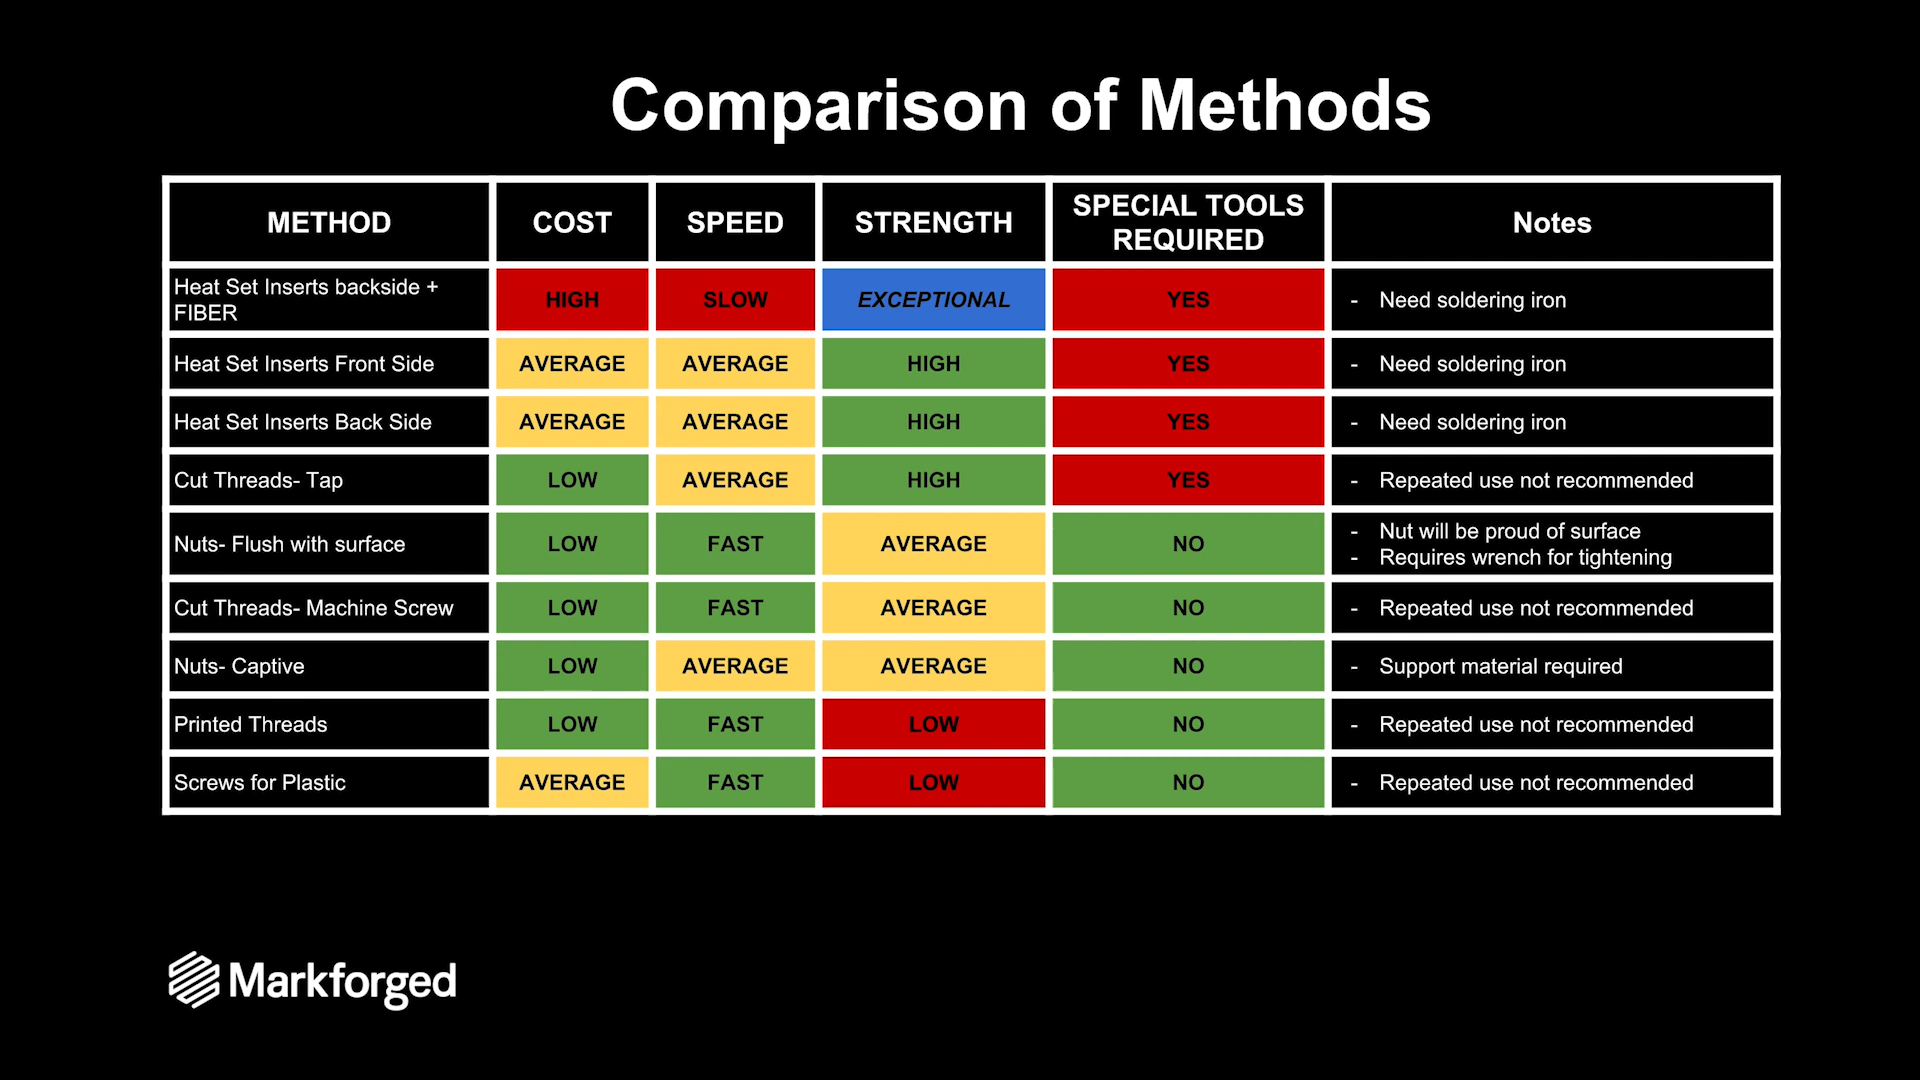 Comparison of Methods
METHOD COST SPEED STRENGTH SPECIAL TOOLS REQUIRED Notes
Heat Set Inserts backside + FIBER HIGH SLOW EXCEPTIONAL YES - Need soldering iron
Heat Set Inserts Front Side AVERAGE AVERAGE HIGH YES - Need soldering iron
Heat Set Inserts Back Side AVERAGE AVERAGE HIGH YES - Need soldering iron
Cut Threads- Tap LOW AVERAGE HIGH YES - Repeated use not recommended
Nuts- Flush with surface LOW FAST AVERAGE NO - Nut will be proud of surface
- Requires wrench for tightening
Cut Threads- Machine Screw LOW FAST AVERAGE NO - Repeated use not recommended
Nuts- Captive LOW AVERAGE AVERAGE NO - Support material required
Printed Threads LOW FAST LOW NO - Repeated use not recommended
Screws for Plastic AVERAGE FAST LOW NO - Repeated use not recommended
Markforged